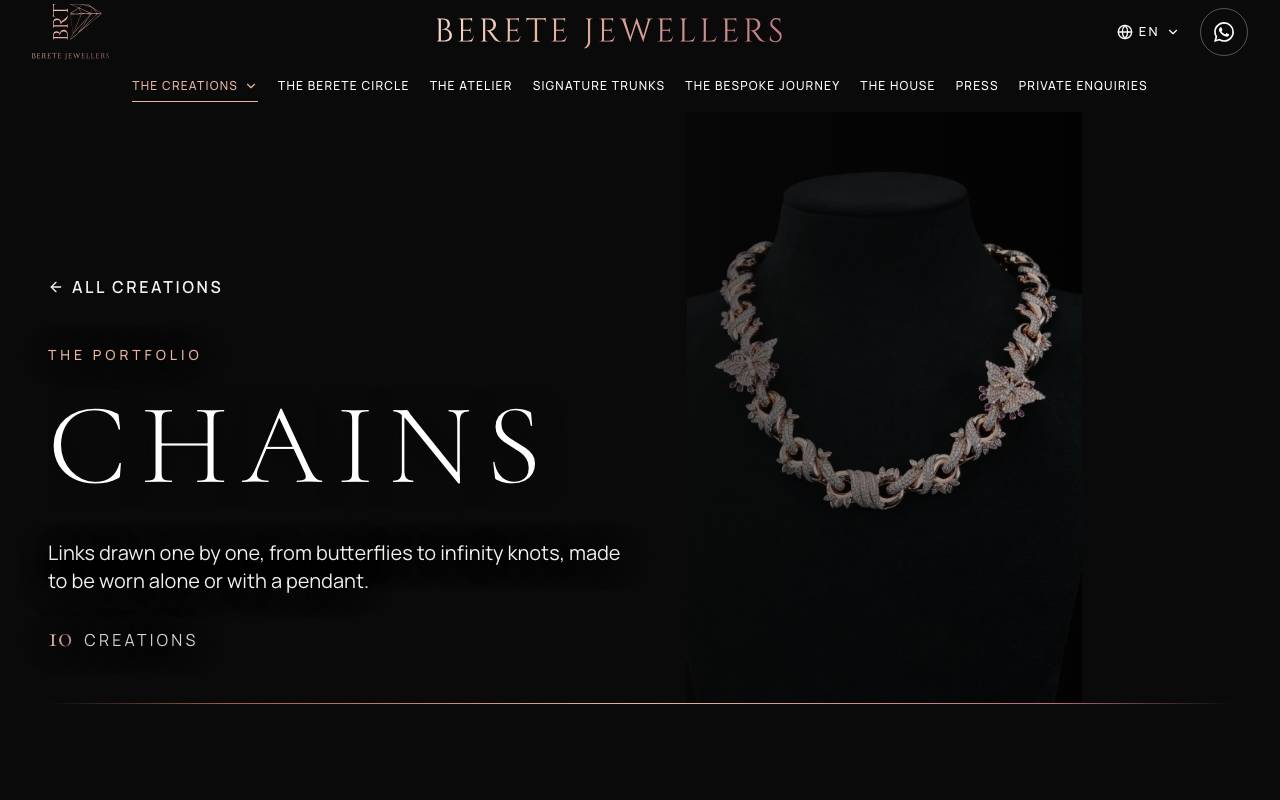 BRT
BERETE JEWELLERS
BERETE JEWELLERS
EN
THE CREATIONS
THE BERETE CIRCLE
THE ATELIER
SIGNATURE TRUNKS
THE BESPOKE JOURNEY
THE HOUSE
PRESS
PRIVATE ENQUIRIES
ALL CREATIONS
THE PORTFOLIO
CHAINS
Links drawn one by one, from butterflies to infinity knots, made
to be worn alone or with a pendant.
10 CREATIONS